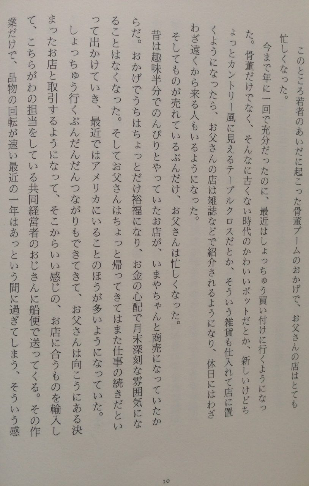 このところ若者のあいだに起こった骨董ブームのおかげで、お父さんの店はとても
忙しくなった。
今まで年に一回で充分だったのに、最近はしょっちゅう買い付けに行くようになっ
た。骨董だけでなく、そんなに古くない時代のかわいいポットだとか、新しいけどち
ょっとカントリー風に見えるテーブルクロスだとか、そういう雑貨も仕入れて店に置
くようになったら、お父さんの店は雑誌などで紹介されるようになり、休日にはわざ
わざ遠くから来る人もいるようになった。
そしてものが売れているぶんだけ、お父さんは忙しくなった。
昔は趣味半分でのんびりとやっていたお店が、いまやちゃんと商売になっていたか
らだ。おかげでうちはちょっとだけ裕福になり、お金の心配で月末深刻な雰囲気にな
ることはなくなった。そしてお父さんはちょっと帰ってきてはまた仕事の続きだとい
って出かけていき、最近ではアメリカにいることのほうが多いようになっていた。
しょっちゅう行くぶんだんだんつながりもできてきて、お父さんは向こうにある決
まったお店と取引するようになって、そこからいい感じの、お店に合うものを輸入し
て、こちらがわの担当をしている共同経営者のおじさんに船便で送ってくる。その作
業だけで、品物の回転が速い最近の一年はあっという間に過ぎてしまう、そういう感